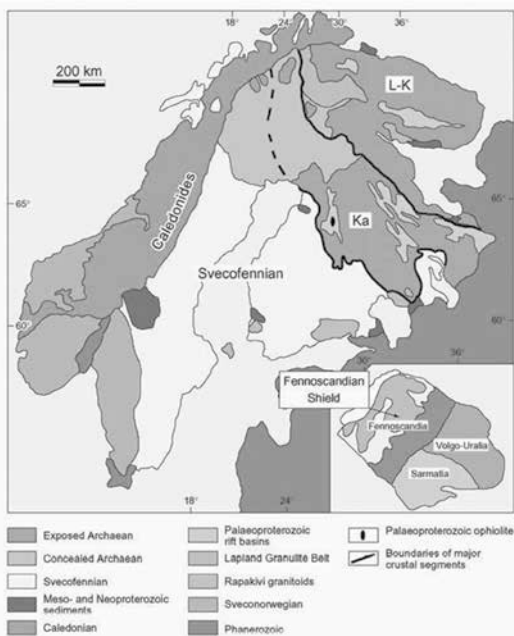 18° 24° 30° 36°
200 km
L-K
65°
65°
Caledonides
Ka
Svecofennian
60°
60°
30° 36°
Fennoscandian
Shield
Fennoscandia
Volgo-Uralia
Sarmatia
18° 24°
Exposed Archaean
Concealed Archaean
Svecofennian
Meso- and Neoproterozoic
sediments
Caledonian
Palaeoproterozoic
rift basins
Lapland Granulite Belt
Rapakivi granitoids
Sveconorwegian
Phanerozoic
Palaeoproterozoic ophiolite
Boundaries of major
crustal segments